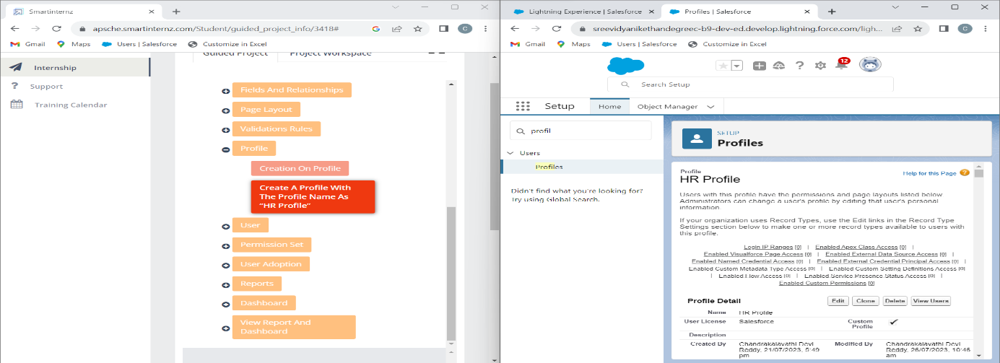 Smartinternz
apsche.smartinternz.com/Student/guided_project_info/3418#
C
Gmail
Maps
Users | Salesforce
Customize in Excel
Internship
Support
Training Calendar
Guided Project
Project Workspace
Fields And Relationships
Page Layout
Validations Rules
Profile
Creation On Profile
Create A Profile With
The Profile Name As
"HR Profile"
User
Permission Set
User Adoption
Reports
Dashboard
View Report And
Dashboard
Lightning Experience | Salesforce
Profiles | Salesforce
sreevidyanikethandegreec-b9-dev-ed.develop.lightning.force.com/ligh...
C
Gmail
Maps
Users | Salesforce
Customize in Excel
12
Search Setup
Setup
Home
Object Manager
profil
Users
Profiles
Didn't find what you're looking for?
Try using Global Search.
SETUP
Profiles
Profile
HR Profile
Help for this Page
Users with this profile have the permissions and page layouts listed below.
Administrators can change a user's profile by editing that user's personal
information.
If your organization uses Record Types, use the Edit links in the Record Type
Settings section below to make one or more record types available to users with
this profile.
Login IP Ranges [0] | Enabled Apex Class Access [0] |
Enabled Visualforce Page Access [0] | Enabled External Data Source Access [0] |
Enabled Named Credential Access [0] | Enabled External Credential Principal Access [0] |
Enabled Custom Metadata Type Access [0] | Enabled Custom Setting Definitions Access [0]
| Enabled Flow Access [0] | Enabled Service Presence Status Access [0] |
Enabled Custom Permissions [0]
Profile Detail
Edit
Clone
Delete
View Users
Name HR Profile
User License Salesforce
Custom
Profile
Description
Created By Chandrakalavathi Devi
Reddy, 21/07/2023, 5:49
pm
Modified By Chandrakalavathi Devi
Reddy, 26/07/2023, 10:46
am